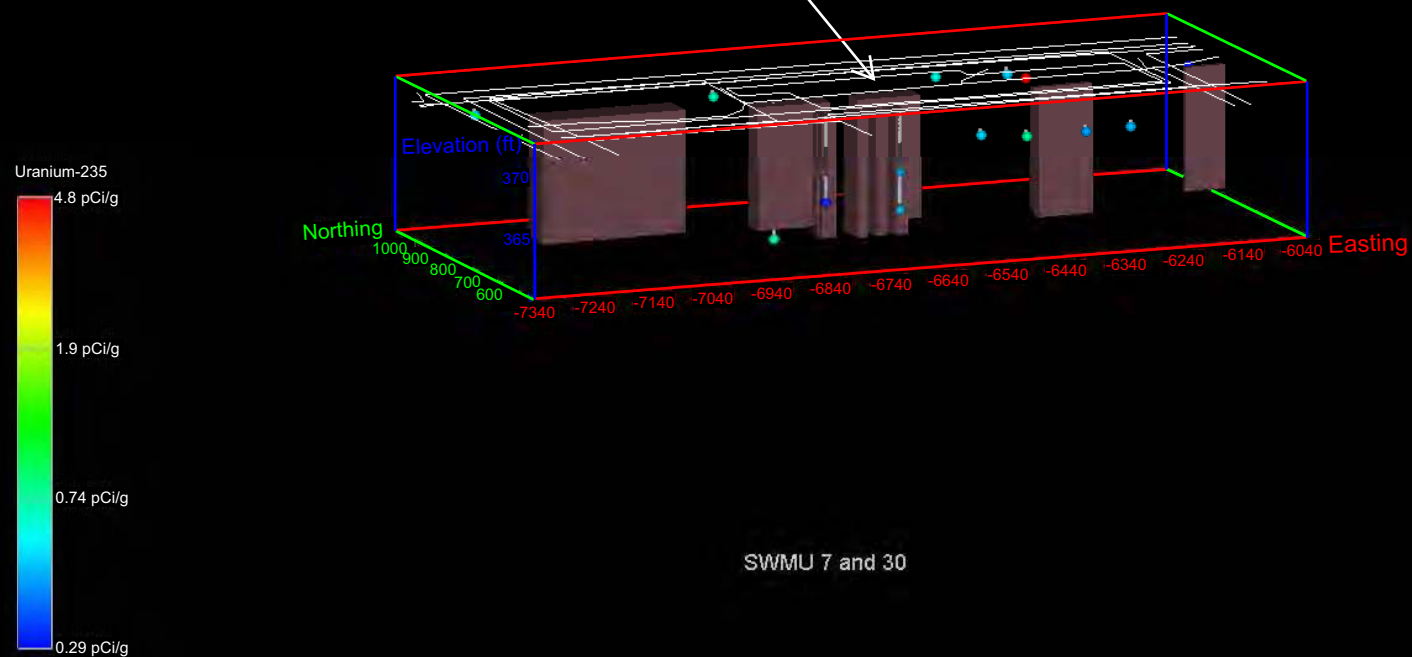 Uranium-235
4.8 pCi/g
1.9 pCi/g
0.74 pCi/g
0.29 pCi/g
Elevation (ft)
370
365
Northing
1000
900
800
700
600
-7340
-7240
-7140
-7040
-6940
-6840
-6740
-6640
-6540
-6440
-6340
-6240
-6140
-6040
Easting
SWMU 7 and 30